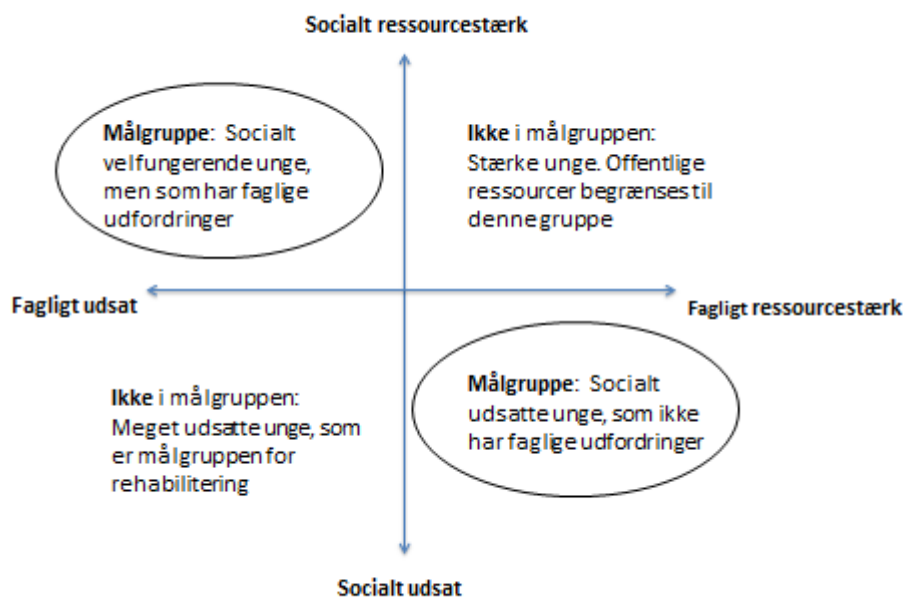 Socialt ressourcestærk
Målgruppe: Socialt
velfungerende unge,
men som har faglige
udfordringer
Ikke i målgruppen:
Stærke unge. Offentlige
ressourcer begrænses til
denne gruppe
Fagligt udsat
Fagligt ressourcestærk
Ikke i målgruppen:
Meget udsatte unge, som
er målgruppen for
rehabilitering
Målgruppe: Socialt
udsatte unge, som ikke
har faglige udfordringer
Socialt udsat